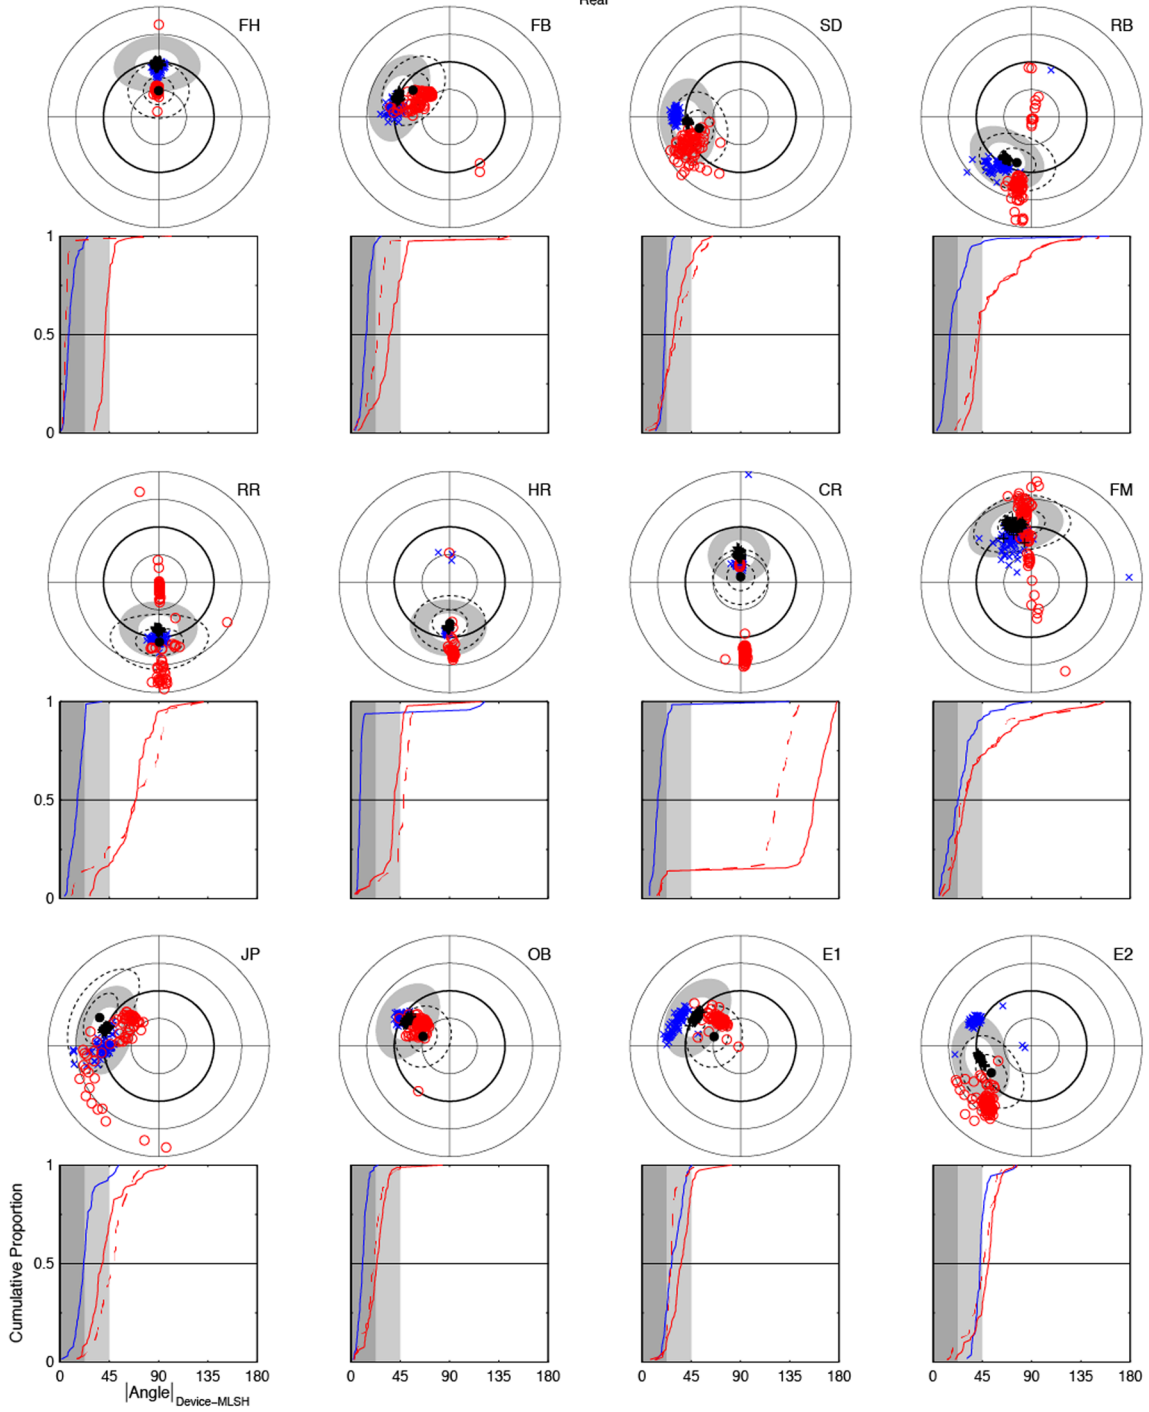 Rear
FH FB SD RB
1
0.5
0
RR HR CR FM
1
0.5
0
JP OB E1 E2
1
0.5
0
Cumulative Proportion
0 45 90 135 180 0 45 90 135 180 0 45 90 135 180 0 45 90 135 180
|Angle| Device−MLSH